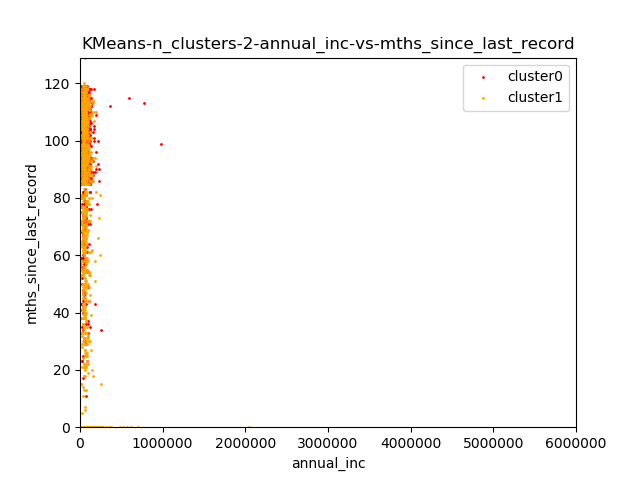 KMeans-n_clusters-2-annual_inc-vs-mths_since_last_record
cluster0
cluster1
mths_since_last_record
120
100
80
60
40
20
0
0 1000000 2000000 3000000 4000000 5000000 6000000
annual_inc